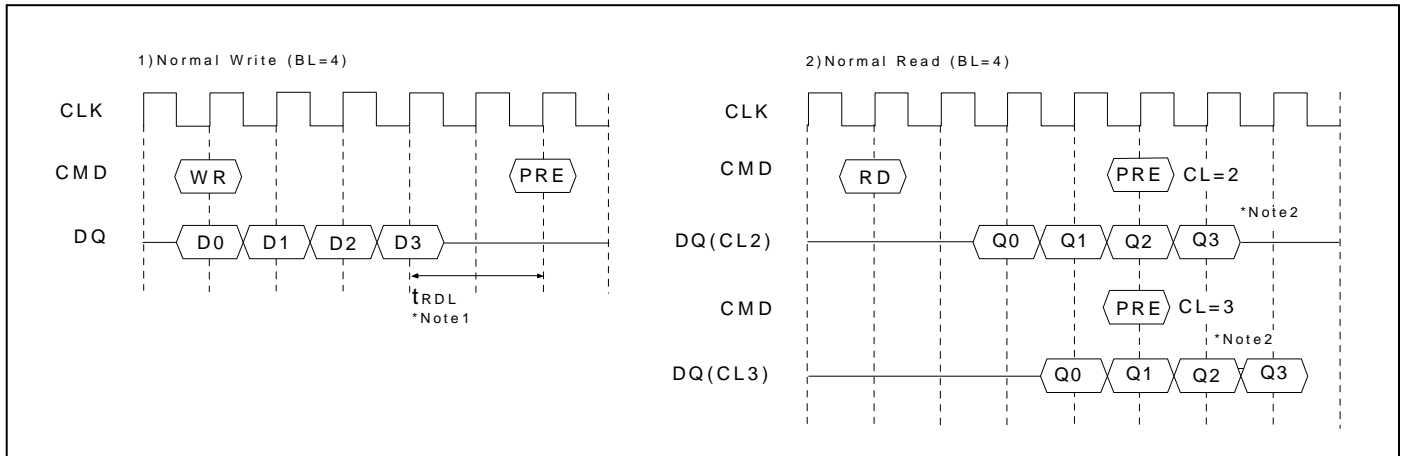 1)Normal Write (BL=4)
CLK
CMD
WR
PRE
DQ
D0 D1 D2 D3
tRDL
*Note1
2)Normal Read (BL=4)
CLK
CMD
RD
PRE CL=2
*Note2
DQ(CL2)
Q0 Q1 Q2 Q3
CMD
PRE CL=3
*Note2
DQ(CL3)
Q0 Q1 Q2 Q3